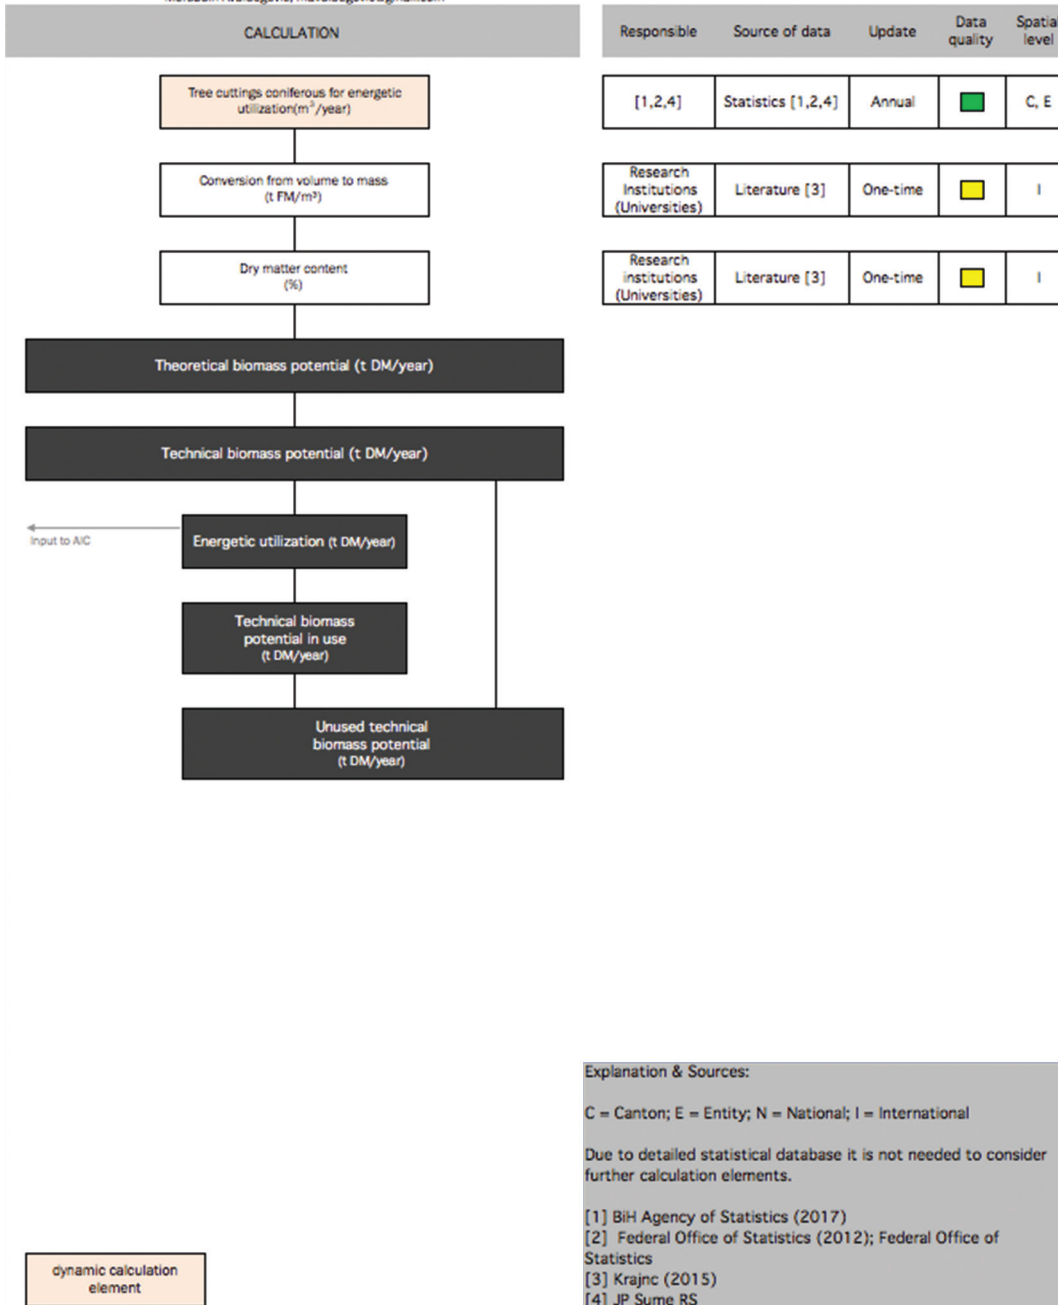 CALCULATION
Responsible
Source of data
Update
Data
quality
Spatial
level
Tree cuttings coniferous for energetic
utilization(m³/year)
[1,2,4]
Statistics [1,2,4]
Annual
C, E
Conversion from volume to mass
(t FM/m³)
Research
Institutions
(Universities)
Literature [3]
One-time
I
Dry matter content
(%)
Research
institutions
(Universities)
Literature [3]
One-time
I
Theoretical biomass potential (t DM/year)
Technical biomass potential (t DM/year)
Input to AIC
Energetic utilization (t DM/year)
Technical biomass
potential in use
(t DM/year)
Unused technical
biomass potential
(t DM/year)
Explanation & Sources:
C = Canton; E = Entity; N = National; I = International
Due to detailed statistical database it is not needed to consider
further calculation elements.
[1] BiH Agency of Statistics (2017)
[2] Federal Office of Statistics (2012); Federal Office of
Statistics
[3] Krajnc (2015)
[4] JP Sume RS
dynamic calculation
element